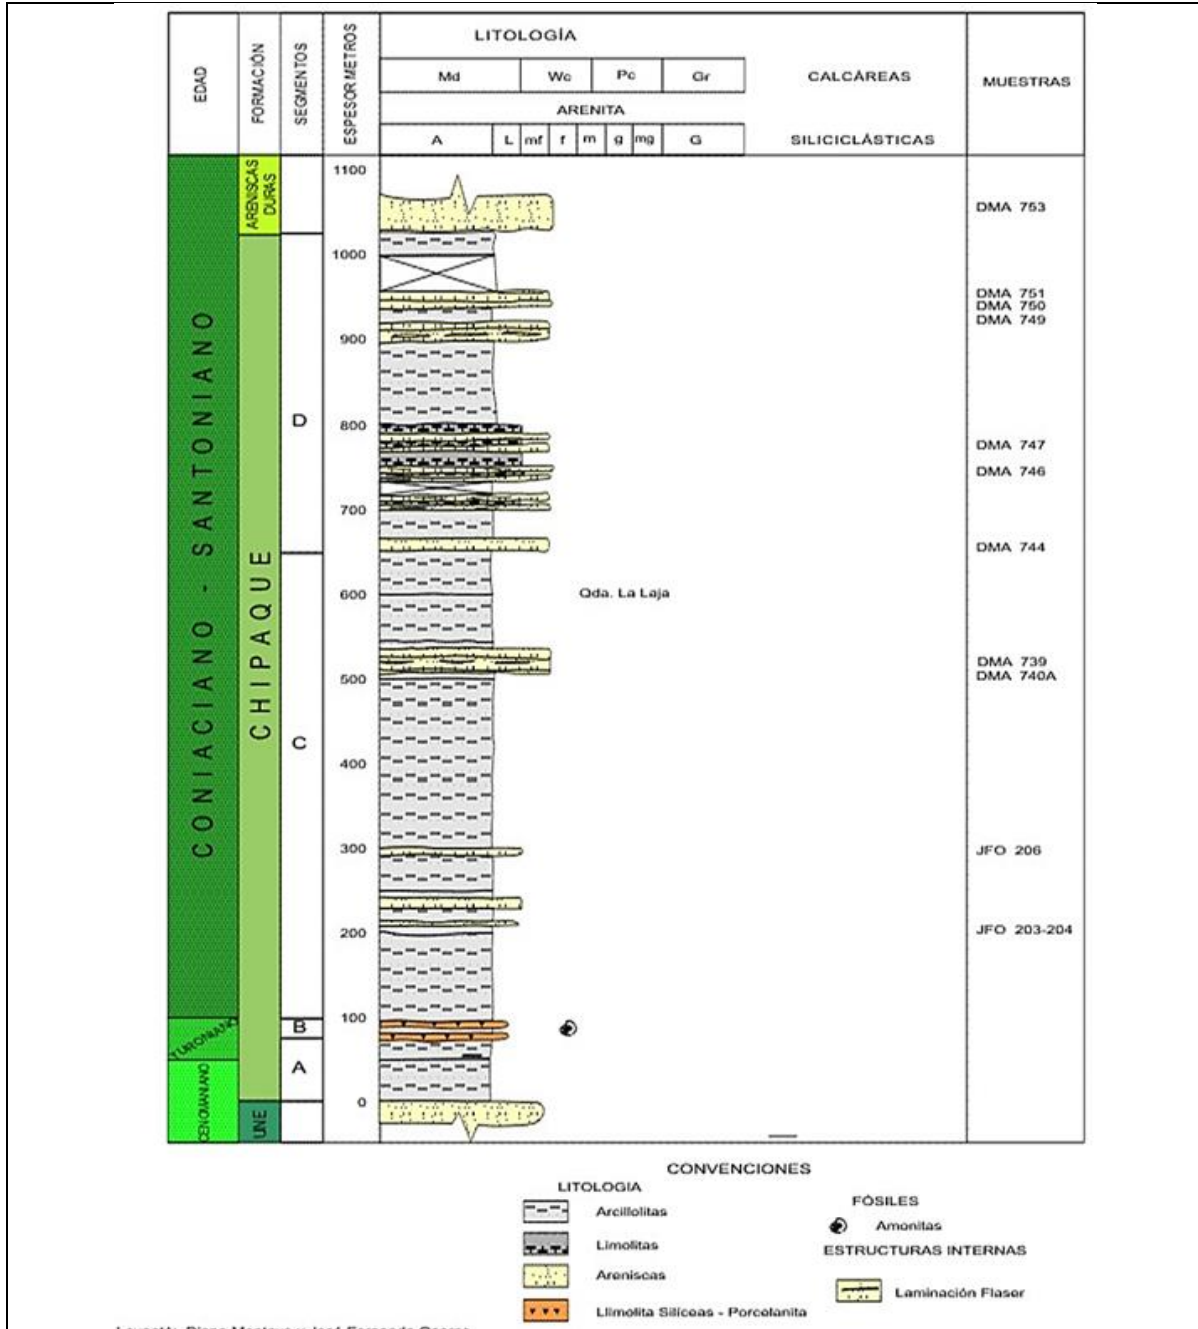 EDAD
FORMACIÓN
SEGMENTOS
ESPESOR METROS
LITOLOGÍA
Md Wc Pc Gr
CALCÁREAS
ARENITA
A L mf f m g mg G
SILICICLÁSTICAS
MUESTRAS
CONIACIANO - SANTONIANO
TURONIANO
CENOMANIANO
ARENISCAS DURAS
CHIPAQUE
UNE
D
C
B
A
1100
1000
900
800
700
600
500
400
300
200
100
0
Qda. La Laja
DMA 753
DMA 751
DMA 750
DMA 749
DMA 747
DMA 746
DMA 744
DMA 739
DMA 740A
JFO 206
JFO 203-204
CONVENCIONES
LITOLOGIA
Arcillolitas
Limolitas
Areniscas
Llimolita Silíceas - Porcelanita
FÓSILES
Amonitas
ESTRUCTURAS INTERNAS
Laminación Flaser